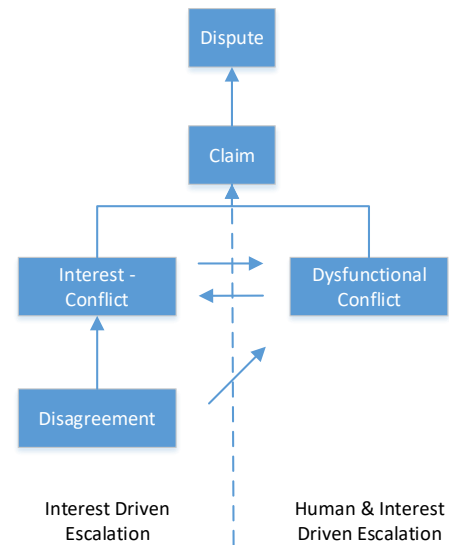 Dispute
Claim
Interest -
Conflict
Dysfunctional
Conflict
Disagreement
Interest Driven
Escalation
Human & Interest
Driven Escalation